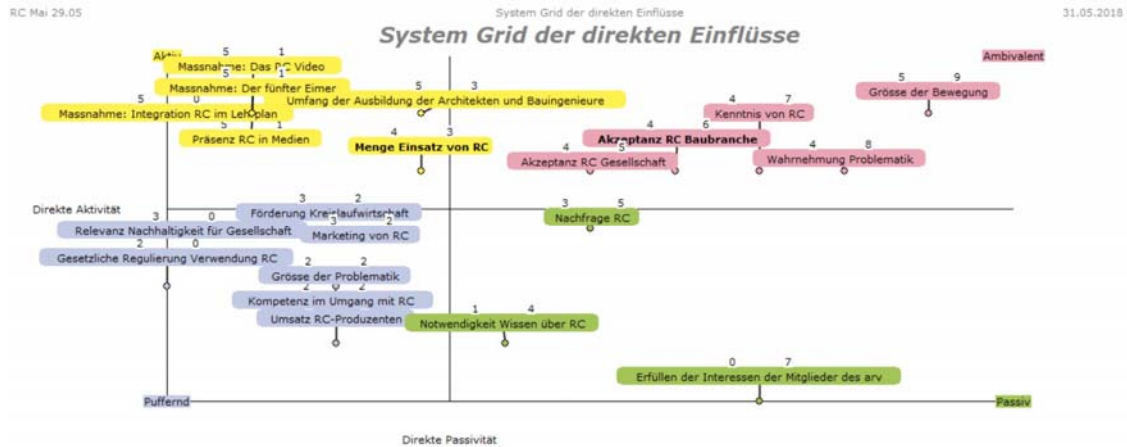 RC Mai 29.05 System Grid der direkten Einflüsse 31.05.2018
System Grid der direkten Einflüsse
Aktiv 5 1 Ambivalent
Massnahme: Das RC Video
5 1
Massnahme: Der fünfter Eimer
5 3
Umfang der Ausbildung der Architekten und Bauingenieure
5 9
Grösse der Bewegung
5 0
Massnahme: Integration RC im Lehrplan
4 7
Kenntnis von RC
5 1
Präsenz RC in Medien
4 3
Menge Einsatz von RC
4 6
Akzeptanz RC Baubranche
4 5
Akzeptanz RC Gesellschaft
4 8
Wahrnehmung Problematik
Direkte Aktivität
3 2
Förderung Kreislaufwirtschaft
3 5
Nachfrage RC
3 0
Relevanz Nachhaltigkeit für Gesellschaft
3 2
Marketing von RC
2 0
Gesetzliche Regulierung Verwendung RC
2 2
Grösse der Problematik
2 2
Kompetenz im Umgang mit RC
Umsatz RC-Produzenten
1 4
Notwendigkeit Wissen über RC
0 7
Erfüllen der Interessen der Mitglieder des arv
Puffernd Passiv
Direkte Passivität